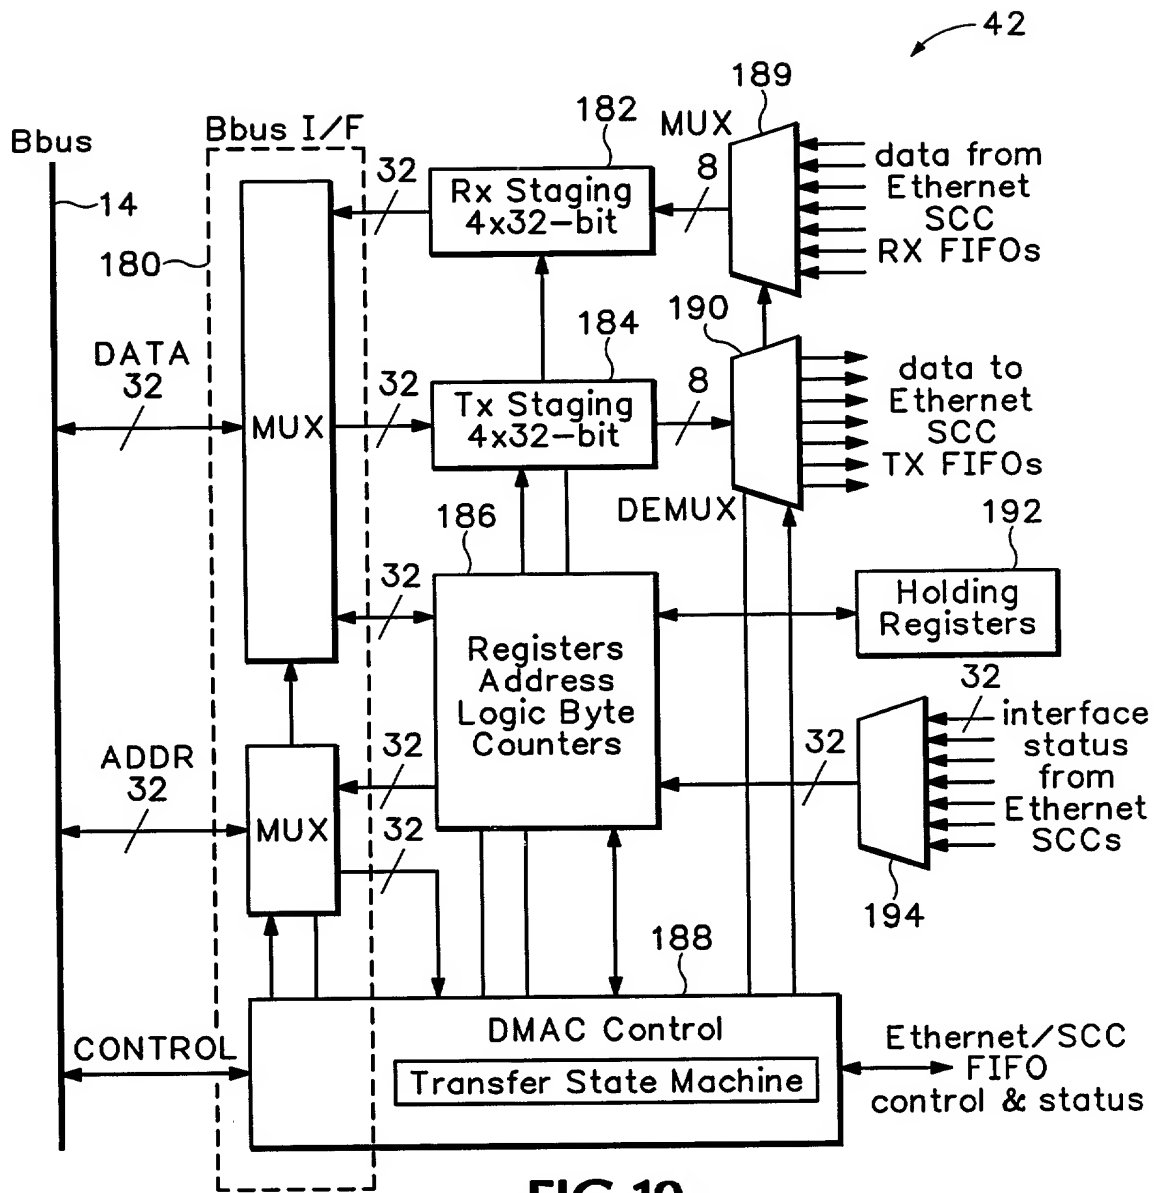 42
189
182
MUX
Bbus I/F
Bbus
32
8
Rx Staging
4x32-bit
data from
Ethernet
SCC
RX FIFOs
14
180
190
184
DATA
32
32
8
MUX
Tx Staging
4x32-bit
data to
Ethernet
SCC
TX FIFOs
DEMUX
186
192
32
Holding
Registers
Registers
Address
Logic Byte
Counters
32
interface
status
from
Ethernet
SCCs
32
ADDR
32
32
MUX
32
194
188
DMAC Control
Transfer State Machine
CONTROL
Ethernet/SCC
FIFO
control & status